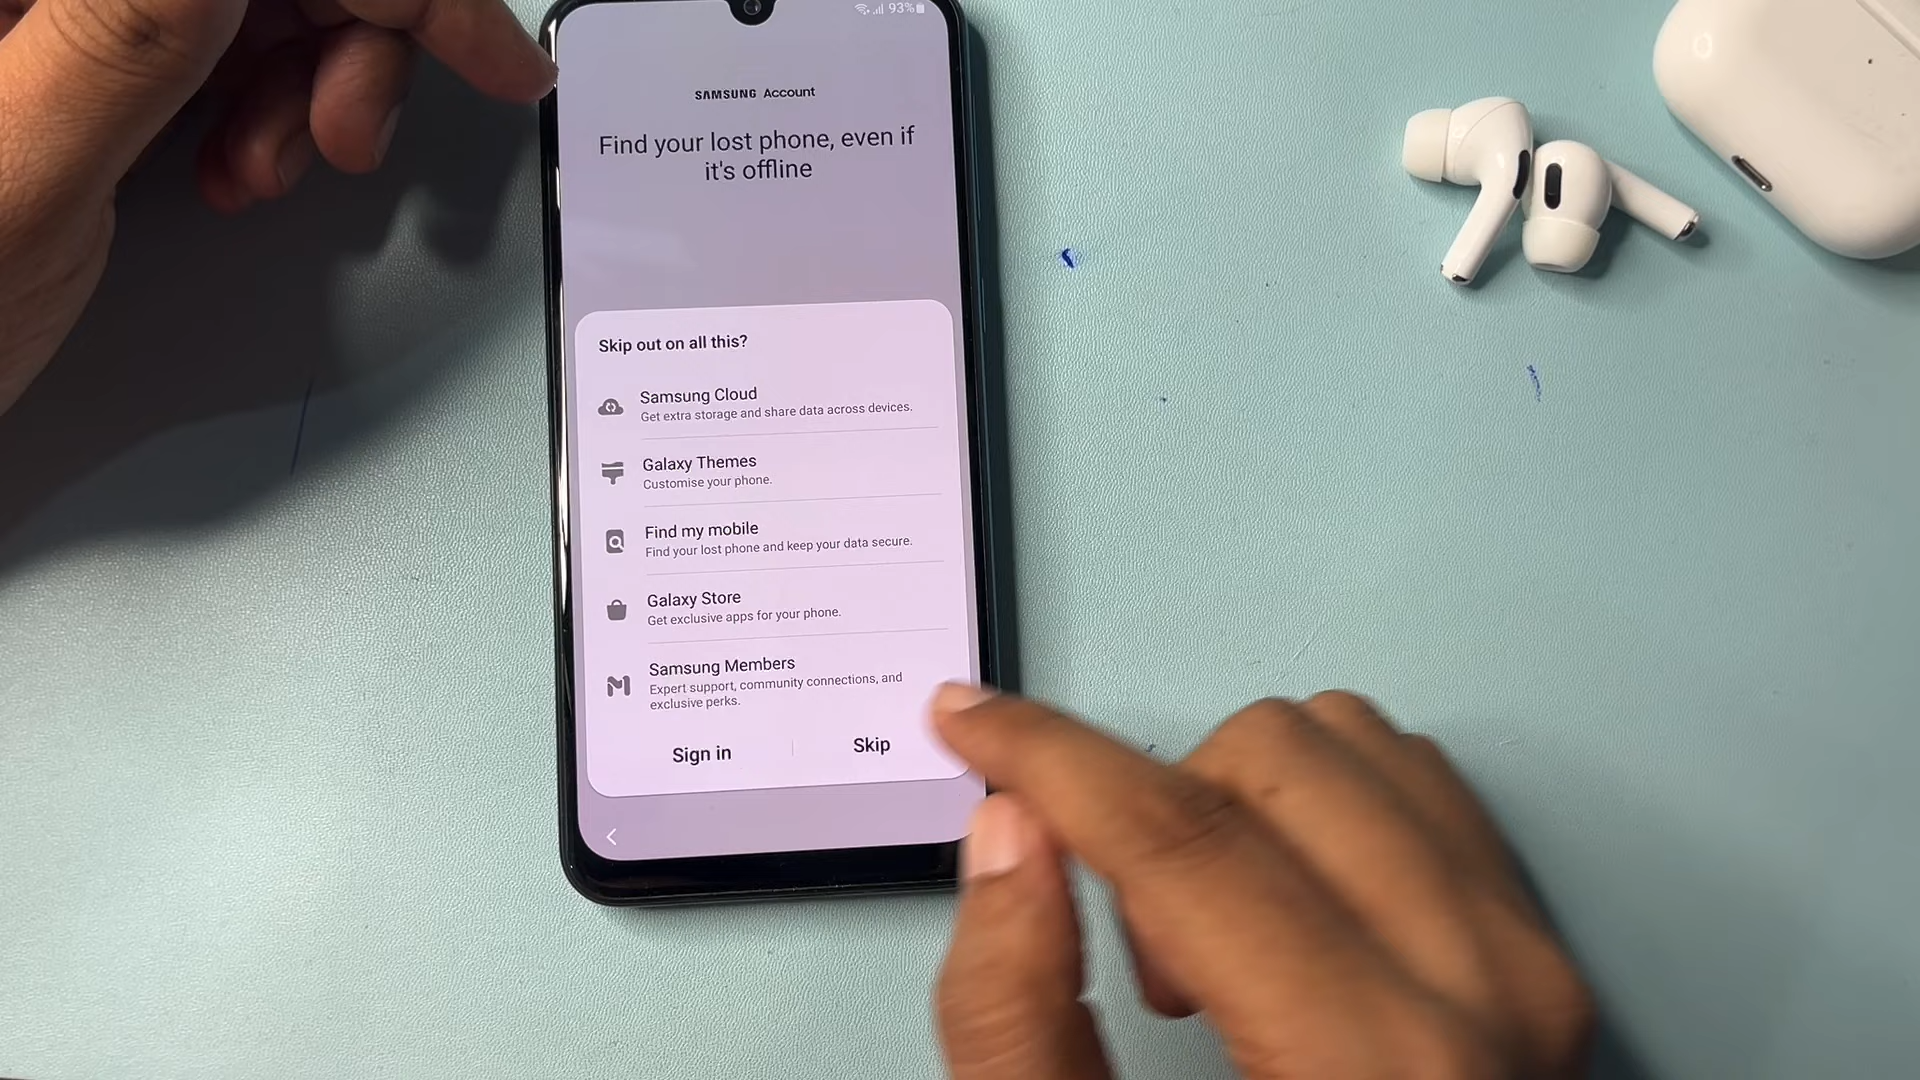 93%
SAMSUNG Account
Find your lost phone, even if
it's offline
Skip out on all this?
Samsung Cloud
Get extra storage and share data across devices.
Galaxy Themes
Customise your phone.
Find my mobile
Find your lost phone and keep your data secure.
Galaxy Store
Get exclusive apps for your phone.
Samsung Members
Expert support, community connections, and
exclusive perks.
Sign in
Skip